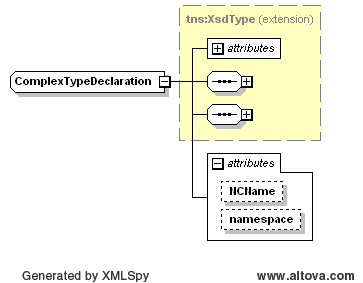 tns:XsdType (extension)
attributes
ComplexTypeDeclaration
attributes
NCName
namespace
Generated by XMLSpy www.altova.com